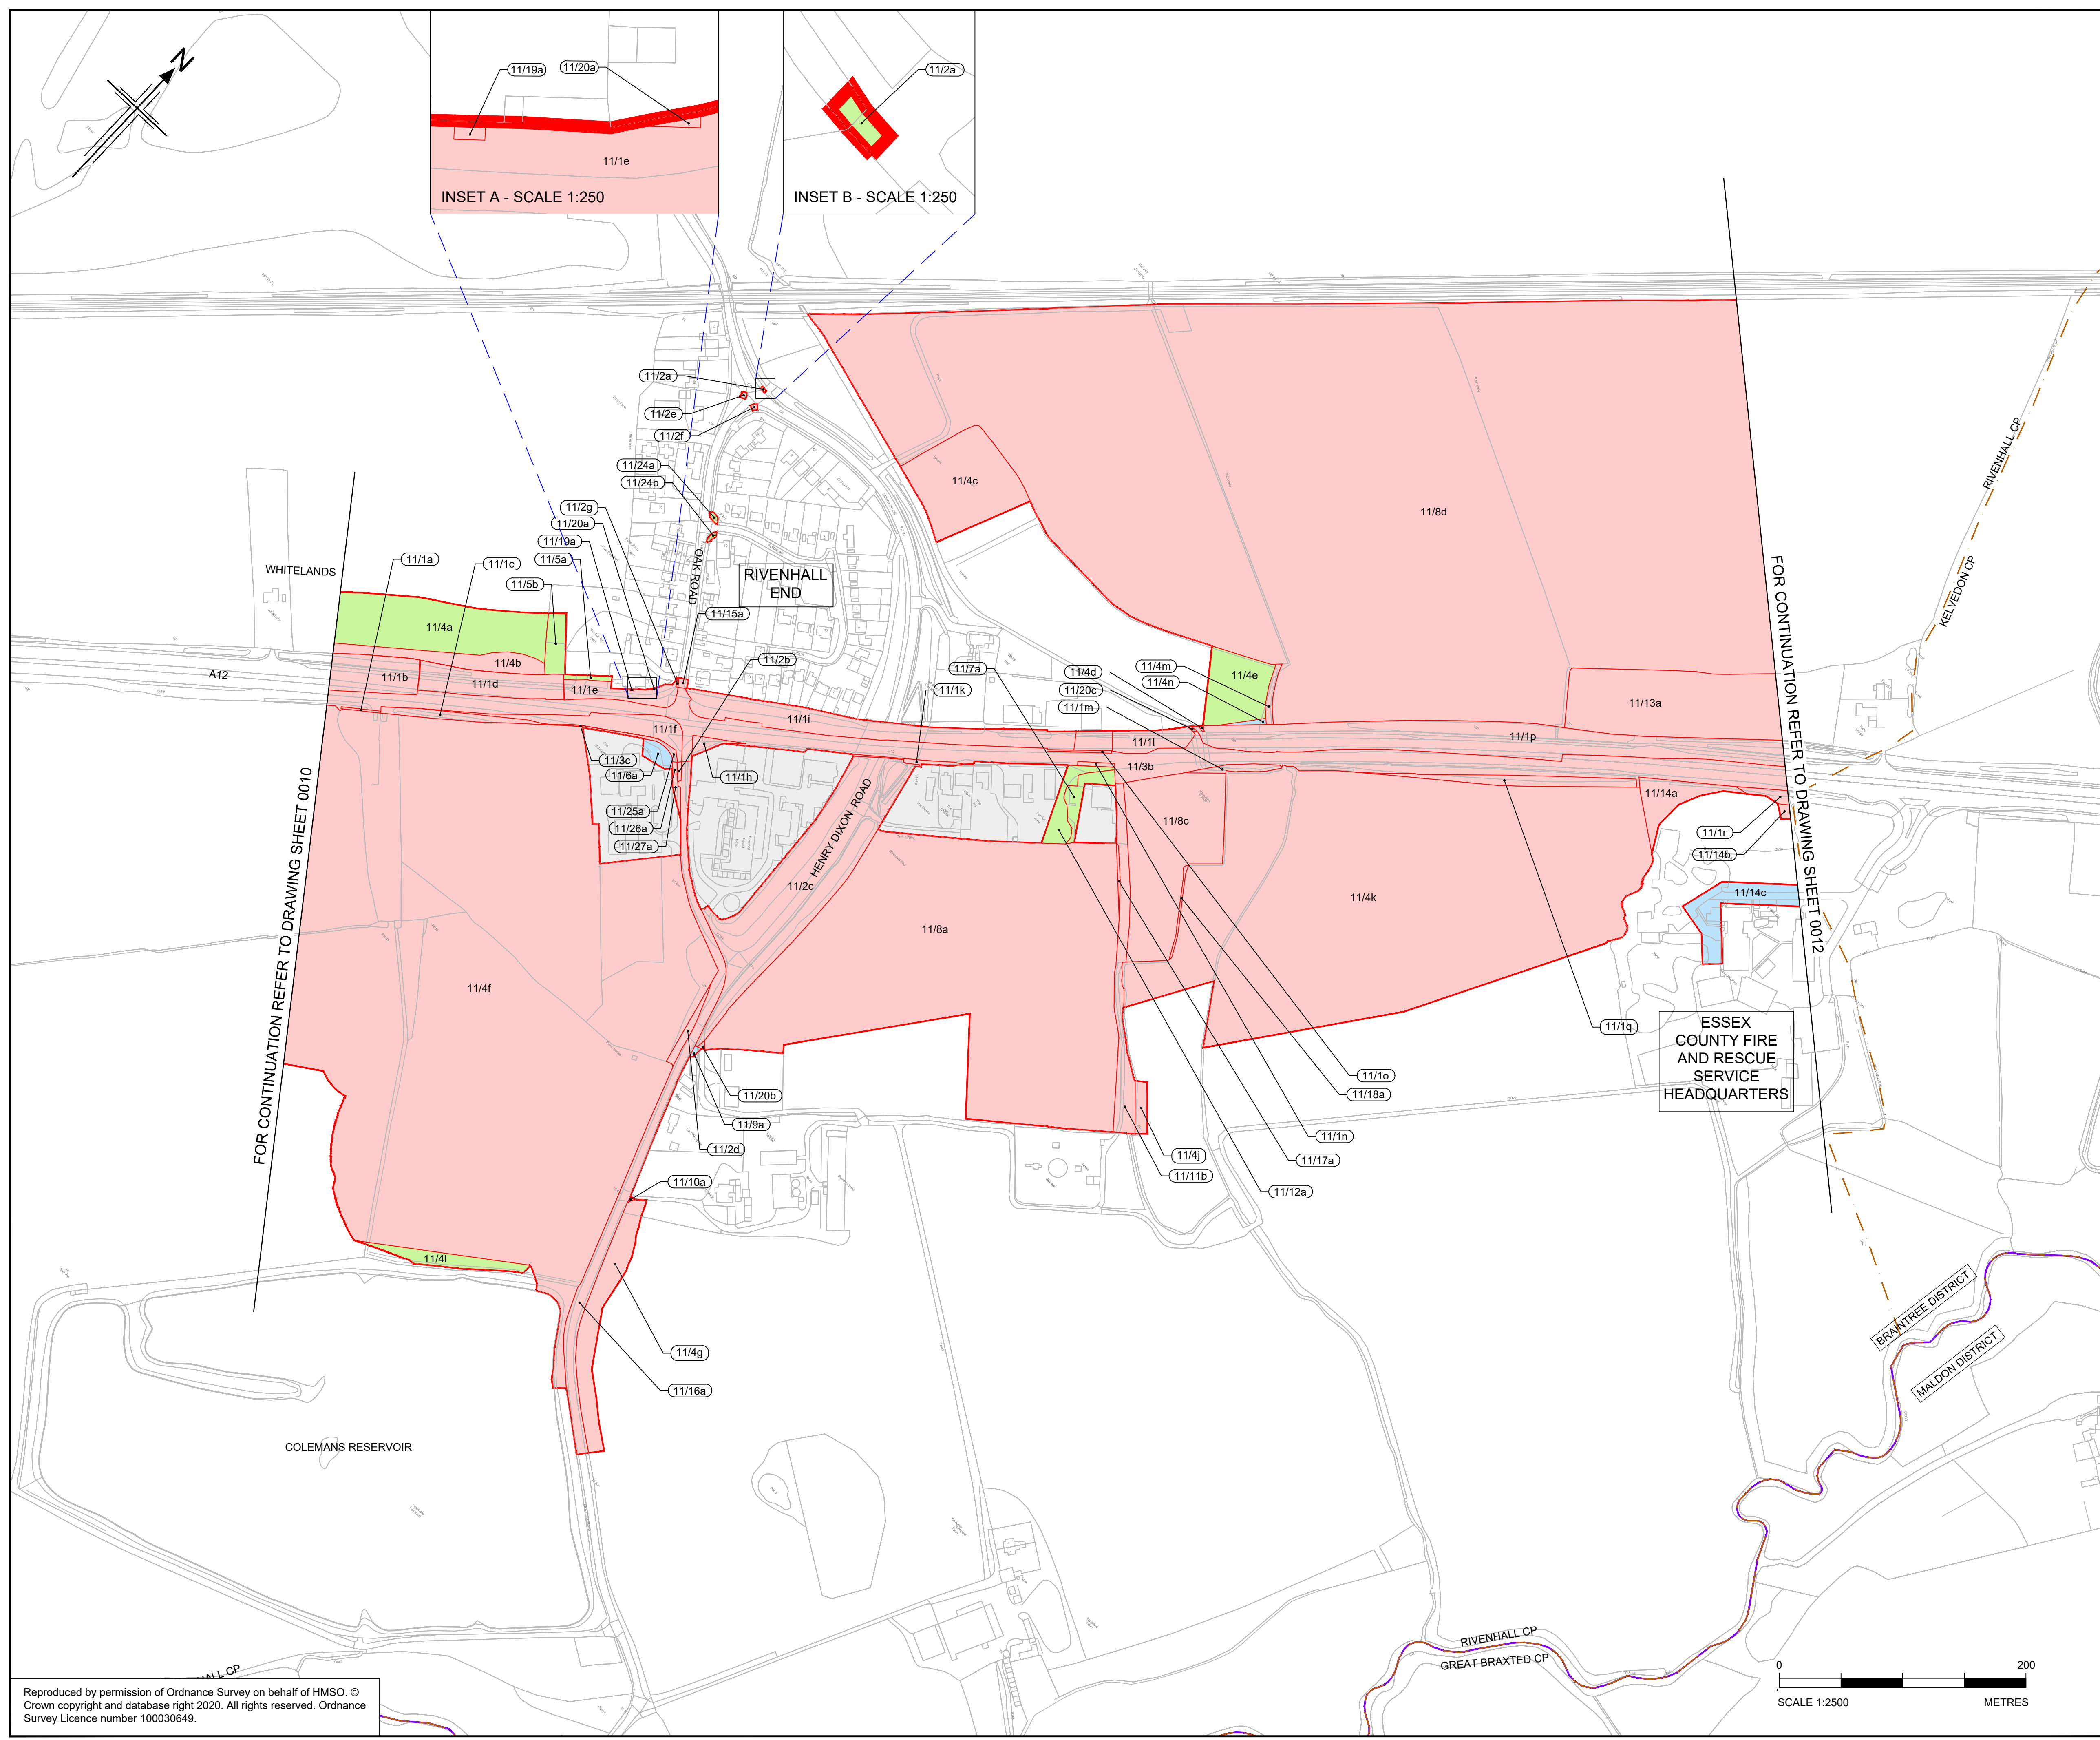 N
11/19a
11/20a
11/1e
INSET A - SCALE 1:250
11/2a
INSET B - SCALE 1:250
11/2a
11/2e
11/2f
11/24a
11/24b
11/2g
11/20a
11/19a
11/5a
11/5b
11/1a
11/1c
WHITELANDS
OAK ROAD
RIVENHALL
END
11/15a
11/2b
11/4a
11/4b
11/1b
11/1d
11/1e
A12
11/1f
11/1i
11/1k
11/7a
11/4d
11/20c
11/1m
11/4m
11/4n
11/4e
11/4c
11/8d
11/13a
11/1l
11/1p
11/3b
11/3c
11/6a
11/1h
11/25a
11/26a
11/27a
HENRY DIXON ROAD
11/2c
11/8c
11/14a
11/1r
11/14b
11/14c
11/4k
11/8a
11/4f
11/1q
ESSEX
COUNTY FIRE
AND RESCUE
SERVICE
HEADQUARTERS
11/1o
11/18a
11/1n
11/17a
11/12a
11/4j
11/11b
11/20b
11/9a
11/2d
11/10a
11/4l
11/4g
11/16a
COLEMANS RESERVOIR
FOR CONTINUATION REFER TO DRAWING SHEET 0010
FOR CONTINUATION REFER TO DRAWING SHEET 0012
RIVENHALL CP
KELVEDON CP
BRAINTREE DISTRICT
MALDON DISTRICT
RIVENHALL CP
GREAT BRAXTED CP
0 200
SCALE 1:2500 METRES
Reproduced by permission of Ordnance Survey on behalf of HMSO. ©
Crown copyright and database right 2020. All rights reserved. Ordnance
Survey Licence number 100030649.